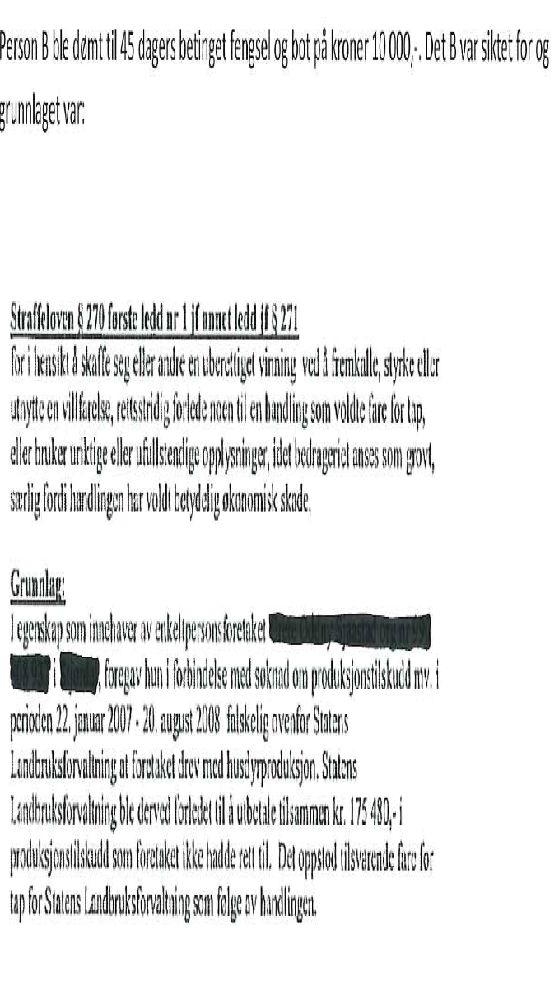 Person B ble dømt til 45 dagers betinget fengsel og bot på kroner 10 000,-. Det B var siktet for og
grunnlaget var:
Straffeloven § 270 første ledd nr 1 jf annet ledd jf § 271
for i hensikt å skaffe seg eller andre en uberettiget vinning ved å fremkalle, styrke eller
utnytte en villfarelse, rettsstridig forlede noen til en handling som voldte fare for tap,
eller bruker uriktige eller ufullstendige opplysninger, idet bedrageriet anses som grovt,
særlig fordi handlingen har voldt betydelig økonomisk skade,
Grunnlag:
I egenskap som innehaver av enkeltpersonsforetaket
i , foregav hun i forbindelse med søknad om produksjonstilskudd mv. i
perioden 22. januar 2007 - 20. august 2008 falskelig ovenfor Statens
Landbruksforvaltning at foretaket drev med husdyrproduksjon. Statens
Landbruksforvaltning ble derved forledet til å utbetale tilsammen kr. 175 480,- i
produksjonstilskudd som foretaket ikke hadde rett til. Det oppstod tilsvarende fare for
tap for Statens Landbruksforvaltning som følge av handlingen.